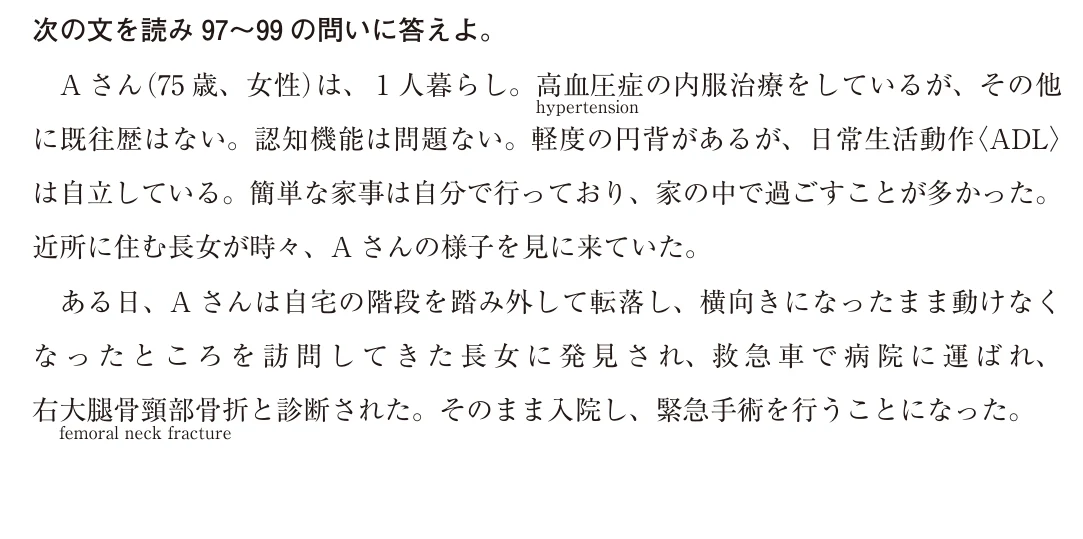 次の文を読み 97〜99 の問いに答えよ。
A さん(75 歳、女性)は、1 人暮らし。高血圧症の内服治療をしているが、その他
hypertension
に既往歴はない。認知機能は問題ない。軽度の円背があるが、日常生活動作〈ADL〉
は自立している。簡単な家事は自分で行っており、家の中で過ごすことが多かった。
近所に住む長女が時々、A さんの様子を見に来ていた。
ある日、A さんは自宅の階段を踏み外して転落し、横向きになったまま動けなく
なったところを訪問してきた長女に発見され、救急車で病院に運ばれ、
右大腿骨頸部骨折と診断された。そのまま入院し、緊急手術を行うことになった。
femoral neck fracture